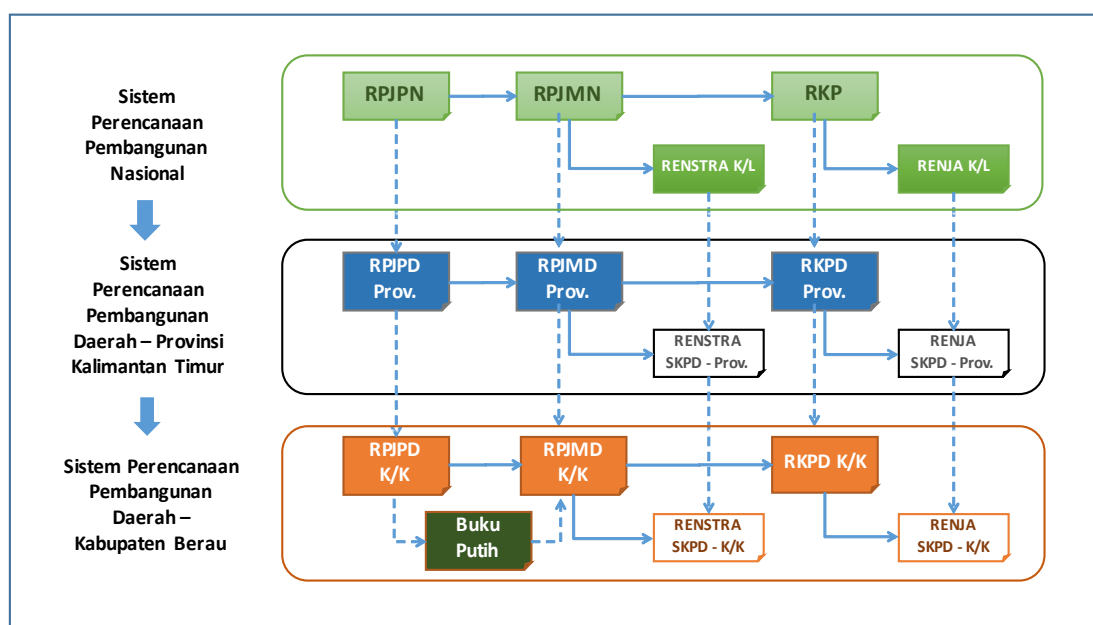 Sistem
Perencanaan
Pembangunan
Nasional
RPJPN
RPJMN
RKP
RENSTRA K/L
RENJA K/L
Sistem
Perencanaan
Pembangunan
Daerah – Provinsi
Kalimantan Timur
RPJPD
Prov.
RPJMD
Prov.
RKPD
Prov.
RENSTRA
SKPD - Prov.
RENJA
SKPD - Prov.
Sistem Perencanaan
Pembangunan
Daerah –
Kabupaten Berau
RPJPD
K/K
RPJMD
K/K
RKPD K/K
Buku
Putih
RENSTRA
SKPD - K/K
RENJA
SKPD - K/K